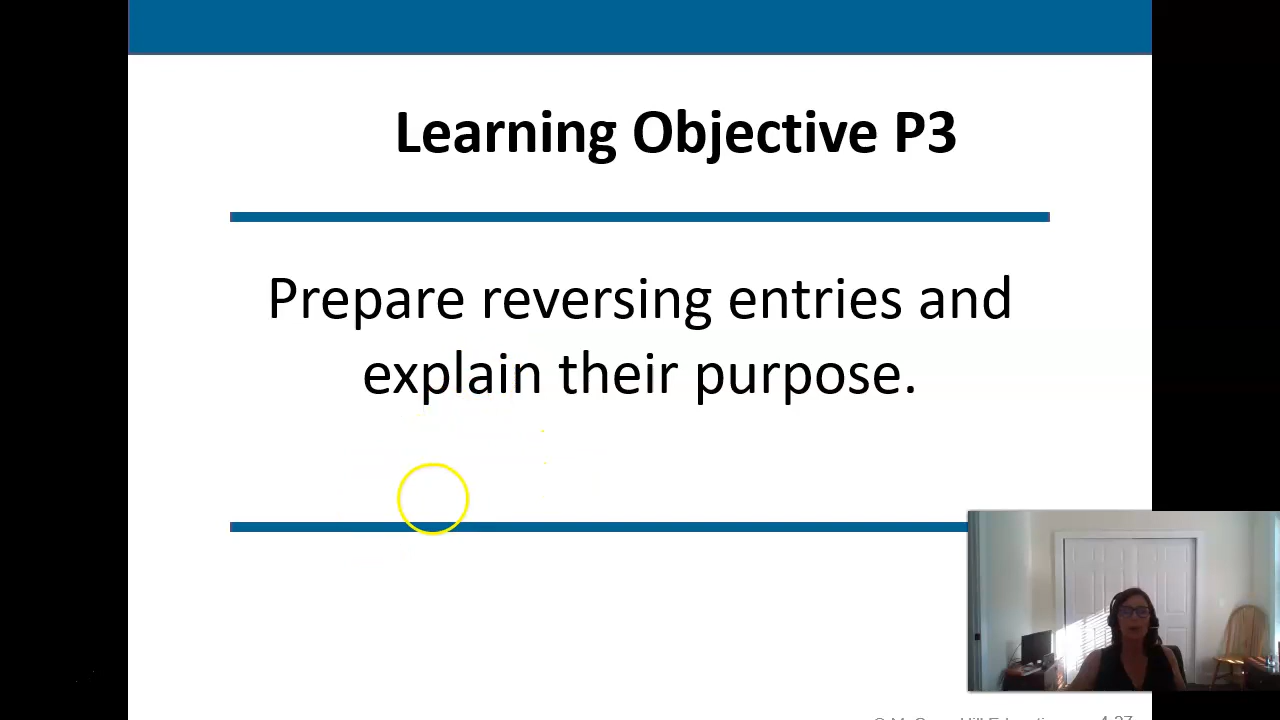 Learning Objective P3
Prepare reversing entries and
explain their purpose.